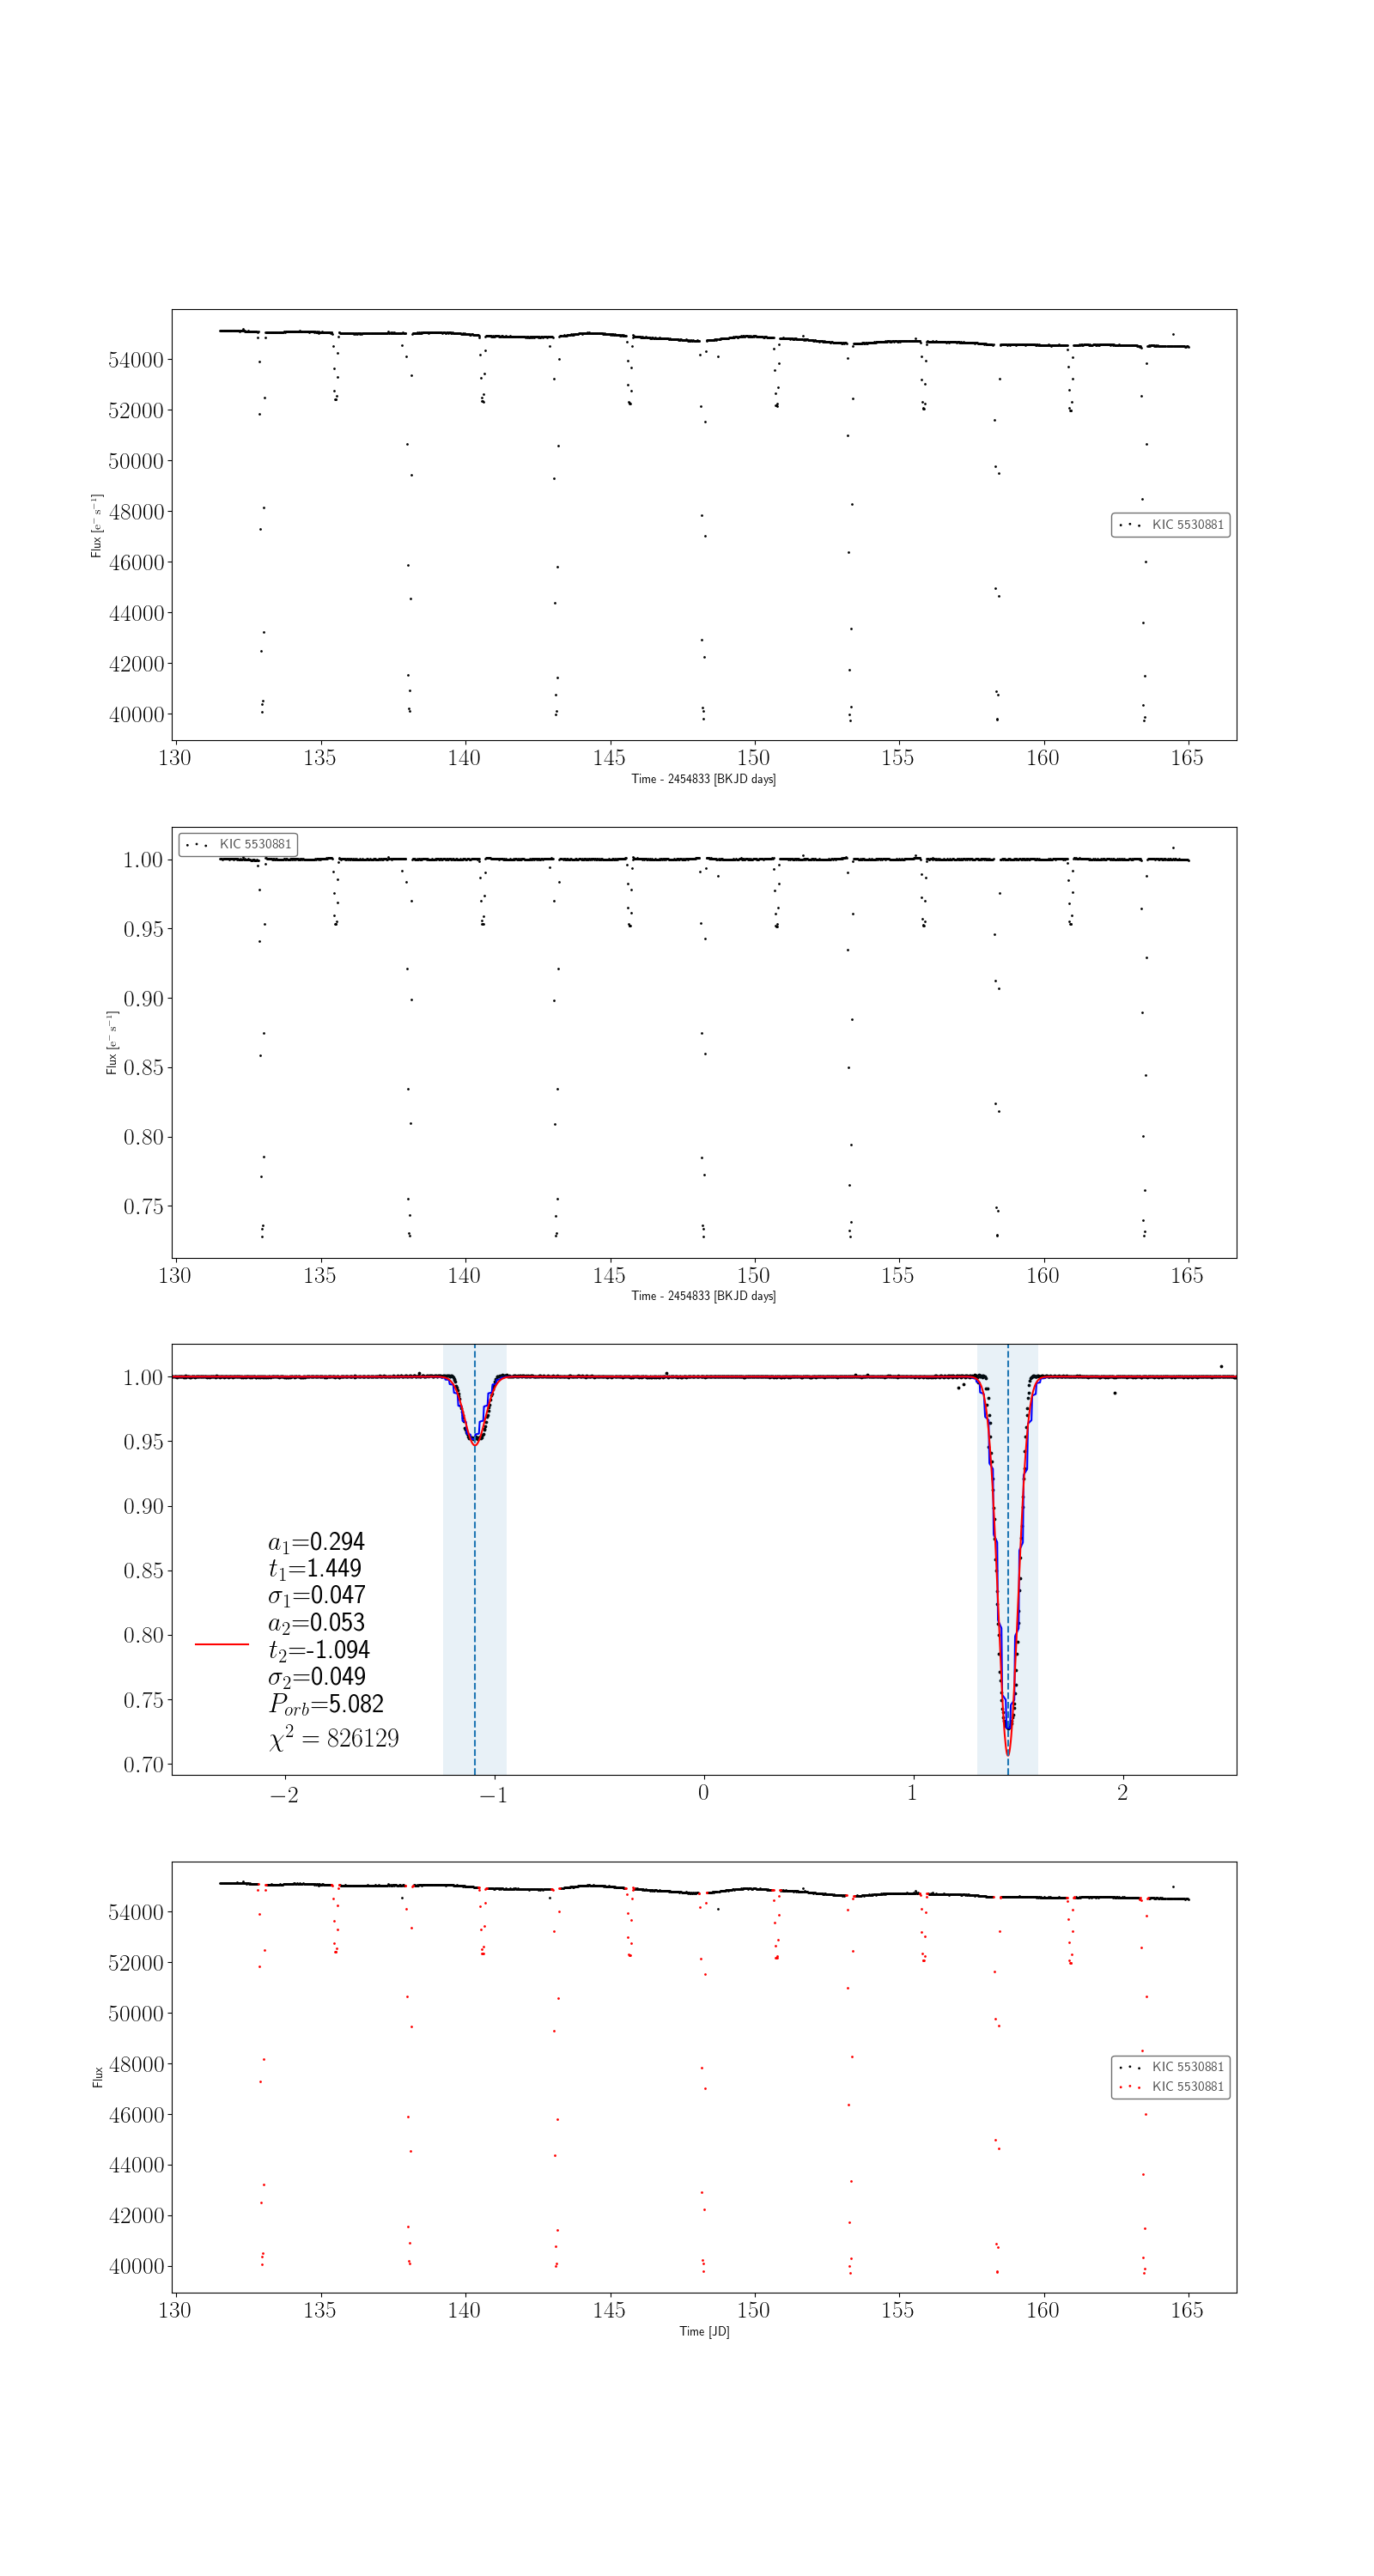 54000
52000
50000
48000
46000
44000
42000
40000
Flux [e⁻ s⁻¹]
KIC 5530881
130 135 140 145 150 155 160 165
Time - 2454833 [BKJD days]
KIC 5530881
1.00
0.95
0.90
0.85
0.80
0.75
Flux [e⁻ s⁻¹]
130 135 140 145 150 155 160 165
Time - 2454833 [BKJD days]
1.00
0.95
0.90
0.85
0.80
0.75
0.70
a₁=0.294
t₁=1.449
σ₁=0.047
a₂=0.053
t₂=-1.094
σ₂=0.049
P_orb=5.082
χ² = 826129
−2 −1 0 1 2
54000
52000
50000
48000
46000
44000
42000
40000
Flux
KIC 5530881
KIC 5530881
130 135 140 145 150 155 160 165
Time [JD]